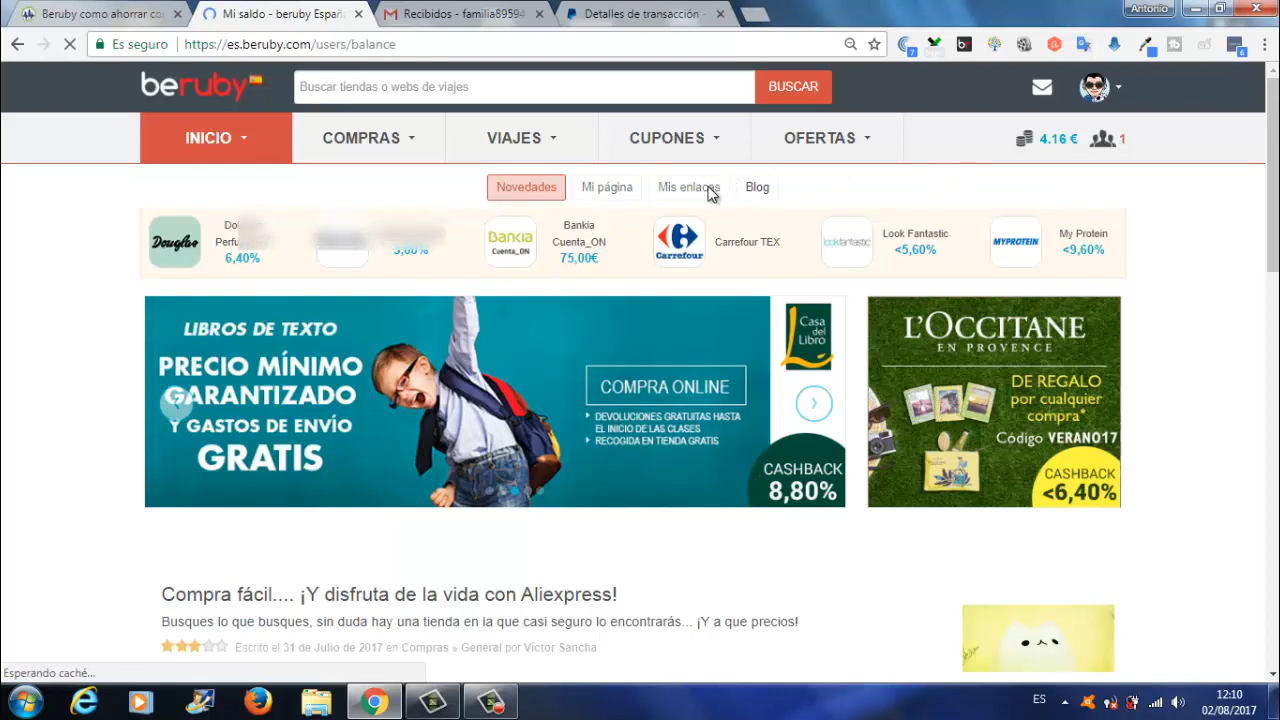 Beruby como ahorrar cor
Mi saldo - beruby Españ
Recibidos - familia89594
Detalles de transacción -
Antonio
Es seguro
https://es.beruby.com/users/balance
7
6
beruby
Buscar tiendas o webs de viajes
BUSCAR
INICIO
COMPRAS
VIAJES
CUPONES
OFERTAS
4.16 €
1
Novedades
Mi página
Mis enlaces
Blog
Douglas
6,40%
Bankia
Cuenta_ON
Bankia
Cuenta_ON
75,00€
Carrefour
Carrefour TEX
lookfantastic
Look Fantastic
<5,60%
MYPROTEIN
My Protein
<9,60%
LIBROS DE TEXTO
PRECIO MÍNIMO
GARANTIZADO
Y GASTOS DE ENVÍO
GRATIS
COMPRA ONLINE
DEVOLUCIONES GRATUITAS HASTA
EL INICIO DE LAS CLASES
RECOGIDA EN TIENDA GRATIS
Casa
del
Libro
CASHBACK
8,80%
L'OCCITANE
EN PROVENCE
DE REGALO
por cualquier
compra*
Código VERANO17
CASHBACK
<6,40%
Compra fácil.... ¡Y disfruta de la vida con Aliexpress!
Busques lo que busques, sin duda hay una tienda en la que casi seguro lo encontrarás... ¡Y a que precios!
Escrito el 31 de Julio de 2017 en Compras » General por Víctor Sancha
Esperando caché...
ES
12:10
02/08/2017